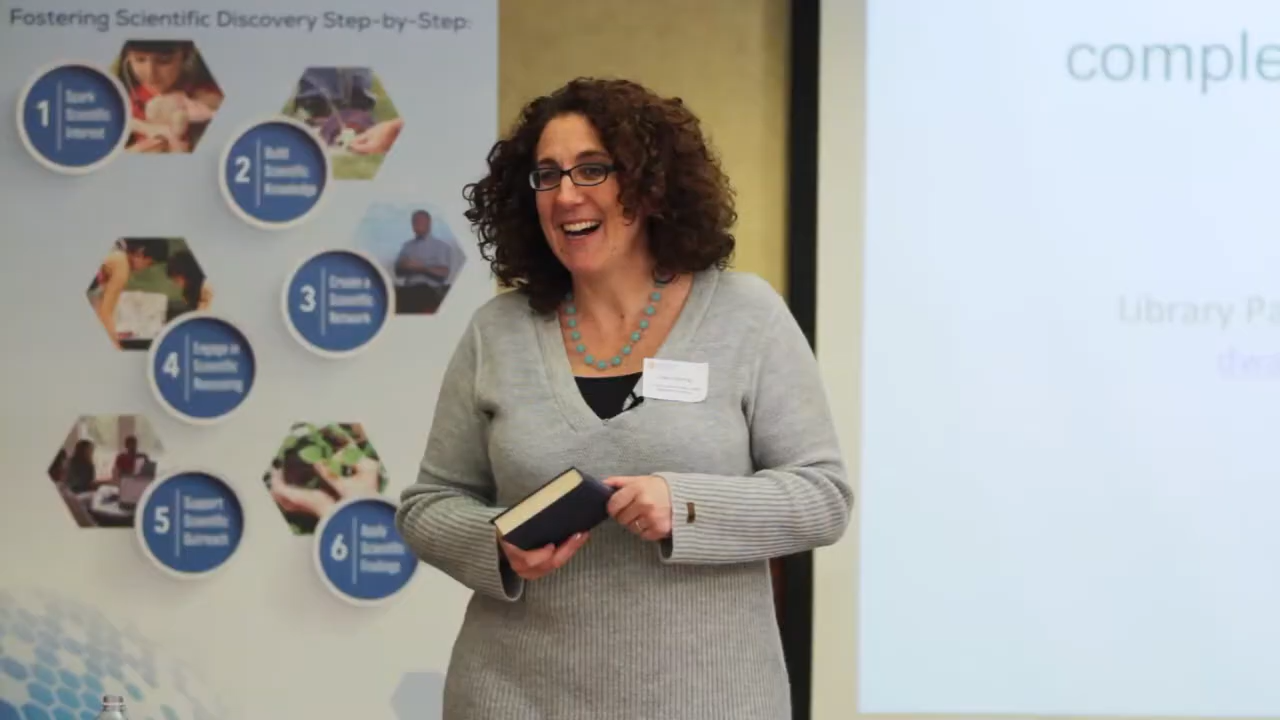 Fostering Scientific Discovery Step-by-Step:
1
Spark
Scientific
Interest
2
Build
Scientific
Knowledge
3
Create a
Scientific
Network
4
Engage in
Scientific
Reasoning
5
Support
Scientific
Outreach
6
Scientific
Findings
comple
Library Pa